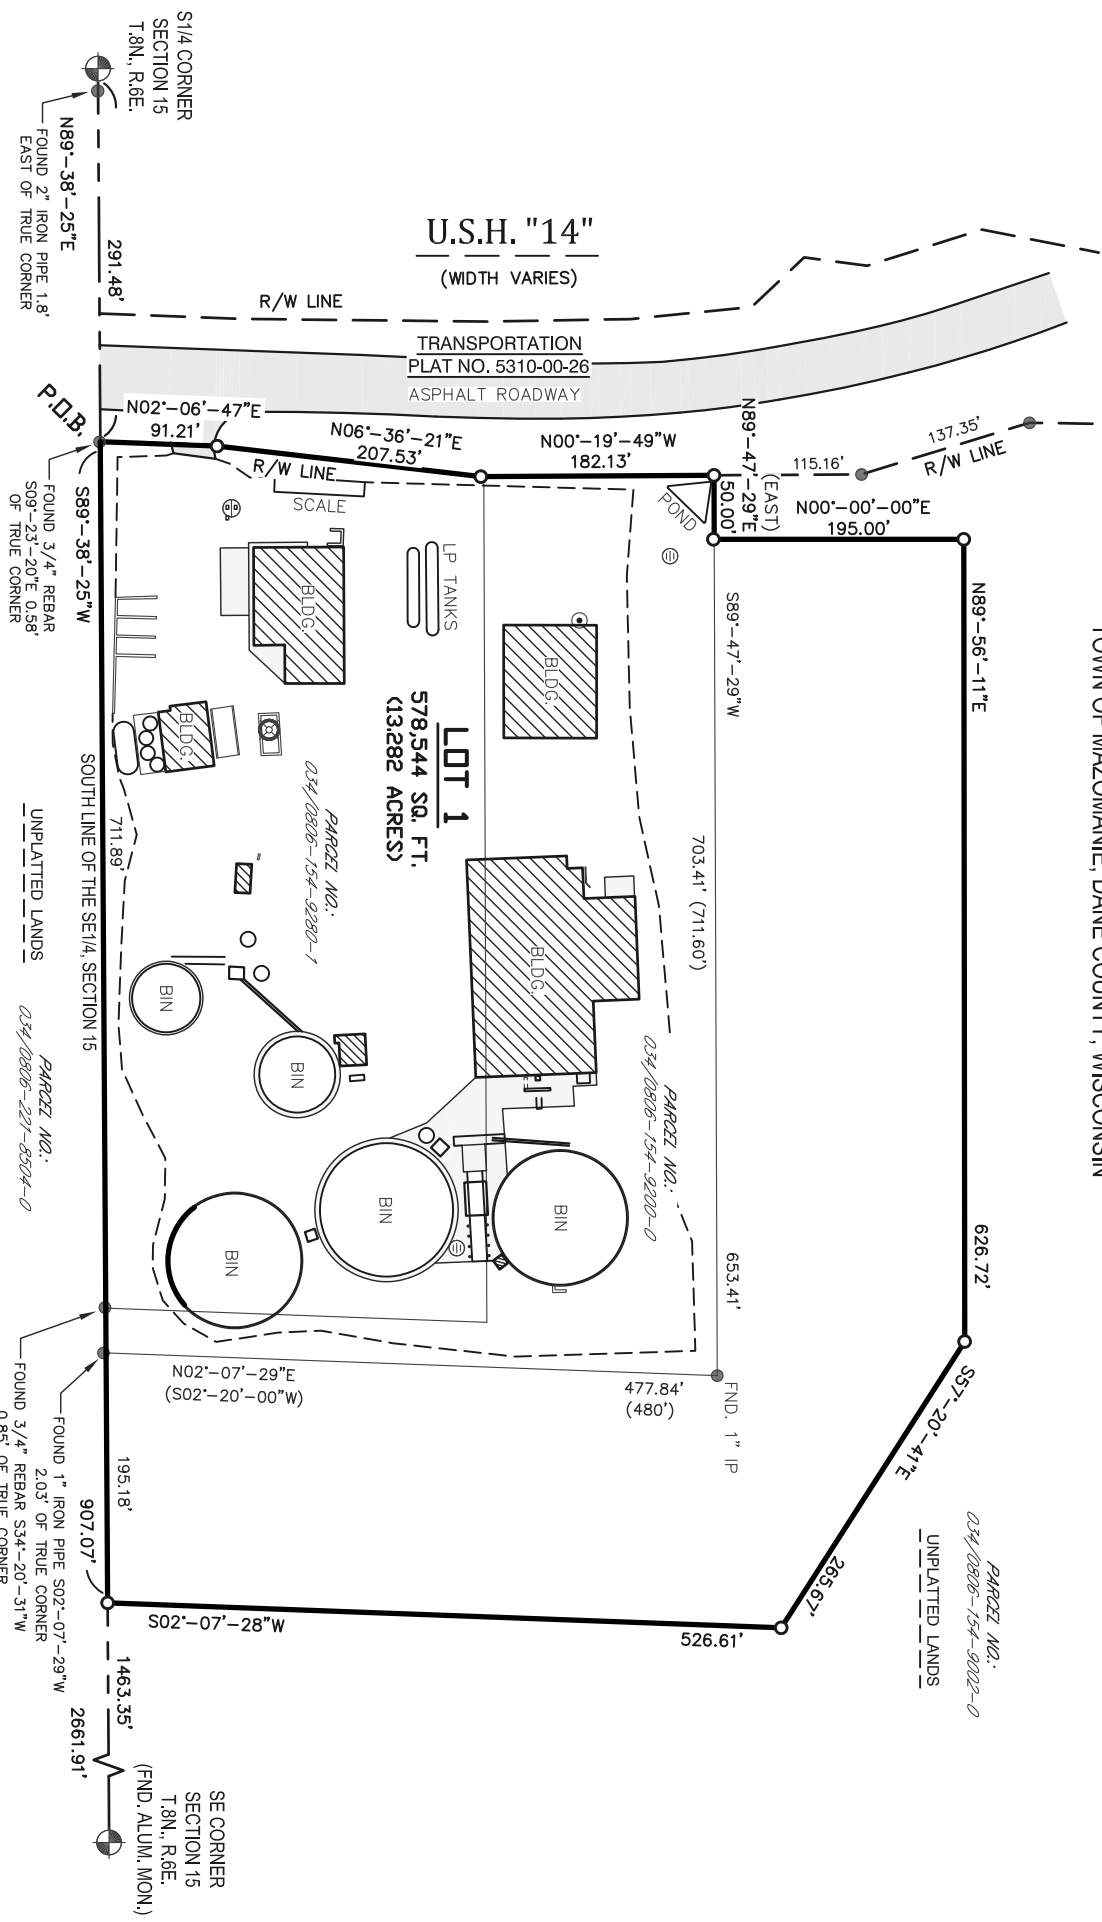 TOWN OF MAZOMANIE, DANE COUNTY, WISCONSIN
S1/4 CORNER
SECTION 15
T.8N., R.6E.
N89°-38'-25"E
291.48'
FOUND 2" IRON PIPE 1.8'
EAST OF TRUE CORNER
U.S.H. "14"
(WIDTH VARIES)
R/W LINE
TRANSPORTATION
PLAT NO. 5310-00-26
ASPHALT ROADWAY
P.O.B.
N02°-06'-47"E
91.21'
N06°-36'-21"E
207.53'
N00°-19'-49"W
182.13'
N89°-47'-29"E
(EAST)
50.00'
115.16'
137.35'
R/W LINE
N00°-00'-00"E
195.00'
R/W LINE
SCALE
POND
FOUND 3/4" REBAR
S09°-23'-20"E 0.58'
OF TRUE CORNER
S89°-38'-25"W
LP TANKS
BLDG.
BLDG.
BLDG.
BLDG.
S89°-47'-29"W
703.41' (711.60')
653.41'
N89°-56'-11"E
626.72'
LOT 1
578,544 SQ. FT.
(13.282 ACRES)
PARCEL NO.:
034/0806-154-9280-1
SOUTH LINE OF THE SE1/4, SECTION 15
711.89'
UNPLATTED LANDS
PARCEL NO.:
034/0806-221-8504-0
PARCEL NO.:
034/0806-154-9200-0
BIN
BIN
BIN
BIN
BIN
N02°-07'-29"E
(S02°-20'-00"W)
477.84'
(480')
FND. 1" IP
S57°-20'-41"E
265.67'
PARCEL NO.:
034/0806-154-9002-0
UNPLATTED LANDS
195.18'
907.07'
FOUND 1" IRON PIPE S02°-07'-29"W
2.03' OF TRUE CORNER
FOUND 3/4" REBAR S34°-20'-31"W
0.85' OF TRUE CORNER
S02°-07'-28"W
526.61'
1463.35'
2661.91'
SE CORNER
SECTION 15
T.8N., R.6E.
(FND. ALUM. MON.)